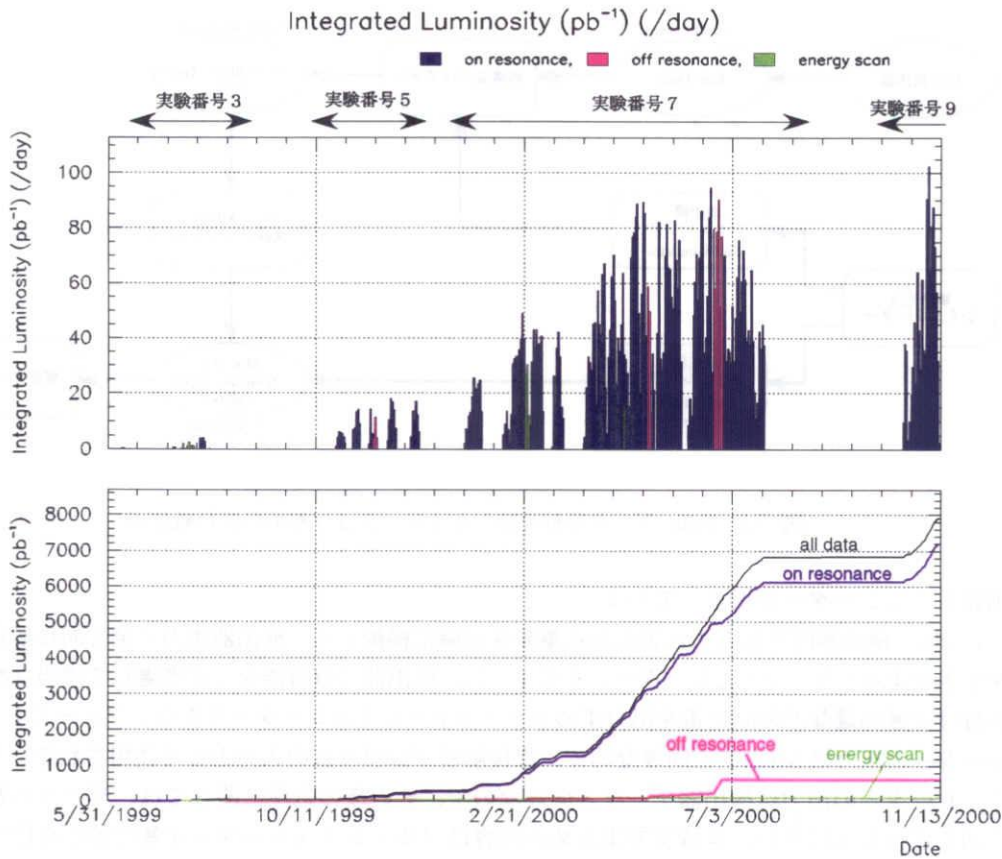 Integrated Luminosity (pb⁻¹) (/day)
on resonance, off resonance, energy scan
実験番号3 実験番号5 実験番号7 実験番号9
Integrated Luminosity (pb⁻¹) (/day)
100
80
60
40
20
0
Integrated Luminosity (pb⁻¹)
8000
7000
6000
5000
4000
3000
2000
1000
0
all data
on resonance
off resonance
energy scan
5/31/1999 10/11/1999 2/21/2000 7/3/2000 11/13/2000
Date